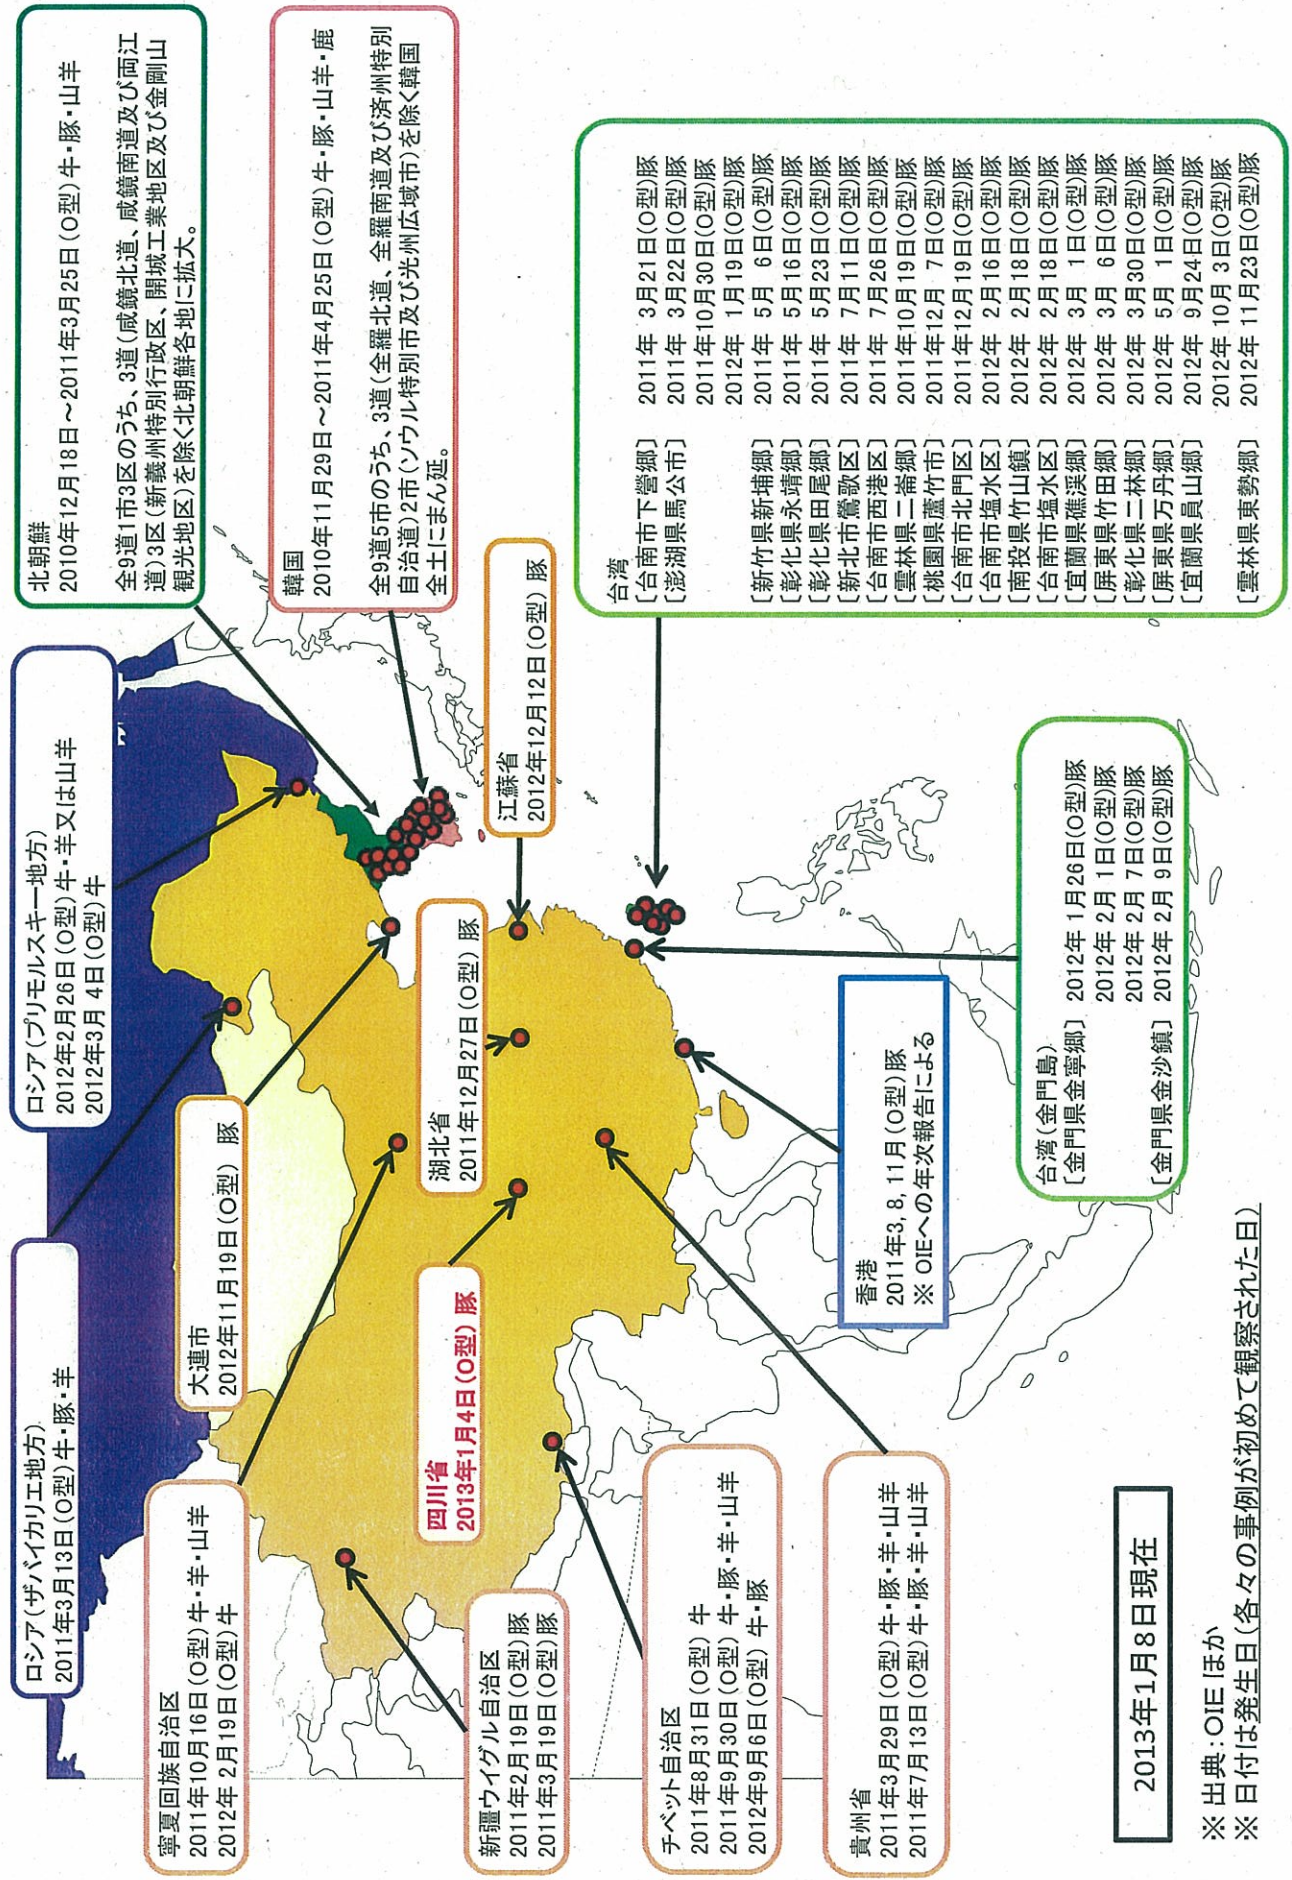 ロシア(ザバイカリエ地方)
2011年3月13日(O型)牛・豚・羊
ロシア(プリモルスキー地方)
2012年2月26日(O型)牛・羊又は山羊
2012年3月 4日(O型)牛
北朝鮮
2010年12月18日～2011年3月25日(O型)牛・豚・山羊
全9道1市3区のうち、3道(咸鏡北道、咸鏡南道及び両江
道)3区(新義州特別行政区、開城工業地区及び金剛山
観光地区)を除く北朝鮮各地に拡大。
韓国
2010年11月29日～2011年4月25日(O型)牛・豚・山羊・鹿
全9道5市のうち、3道(全羅北道、全羅南道及び済州特別
自治道)2市(ソウル特別市及び光州広域市)を除く韓国
全土にまん延。
寧夏回族自治区
2011年10月16日(O型)牛・羊・山羊
2012年 2月19日(O型)牛
大連市
2012年11月19日(O型) 豚
湖北省
2011年12月27日(O型) 豚
江蘇省
2012年12月12日(O型) 豚
四川省
2013年1月4日(O型)豚
新疆ウイグル自治区
2011年2月19日(O型)豚
2011年3月19日(O型)豚
チベット自治区
2011年8月31日(O型) 牛
2011年9月30日(O型) 牛・豚・羊・山羊
2012年9月6日(O型) 牛・豚
貴州省
2011年3月29日(O型)牛・豚・羊・山羊
2011年7月13日(O型)牛・豚・羊・山羊
香港
2011年3, 8, 11月(O型)豚
※ OIEへの年次報告による
台湾
[台南市下營郷] 2011年 3月21日(O型)豚
[澎湖県馬公市] 2011年 3月22日(O型)豚
2011年10月30日(O型)豚
2012年 1月19日(O型)豚
[新竹県新埔郷] 2011年 5月 6日(O型)豚
[彰化県永靖郷] 2011年 5月16日(O型)豚
[彰化県田尾郷] 2011年 5月23日(O型)豚
[新北市鶯歌区] 2011年 7月11日(O型)豚
[台南市西港区] 2011年 7月26日(O型)豚
[雲林県二崙郷] 2011年10月19日(O型)豚
[桃園県蘆竹市] 2011年12月 7日(O型)豚
[台南市北門区] 2011年12月19日(O型)豚
[台南市塩水区] 2012年 2月16日(O型)豚
[南投県竹山鎮] 2012年 2月18日(O型)豚
[台南市塩水区] 2012年 2月18日(O型)豚
[宜蘭県礁渓郷] 2012年 3月 1日(O型)豚
[屏東県竹田郷] 2012年 3月 6日(O型)豚
[彰化県二林郷] 2012年 3月30日(O型)豚
[屏東県万丹郷] 2012年 5月 1日(O型)豚
[宜蘭県員山郷] 2012年 9月24日(O型)豚
2012年 10月 3日(O型)豚
[雲林県東勢郷] 2012年 11月23日(O型)豚
台湾(金門島)
[金門県金寧郷] 2012年 1月26日(O型)豚
2012年 2月 1日(O型)豚
2012年 2月 7日(O型)豚
[金門県金沙鎮] 2012年 2月 9日(O型)豚
2013年1月8日現在
※ 出典:OIE ほか
※ 日付は発生日(各々の事例が初めて観察された日)